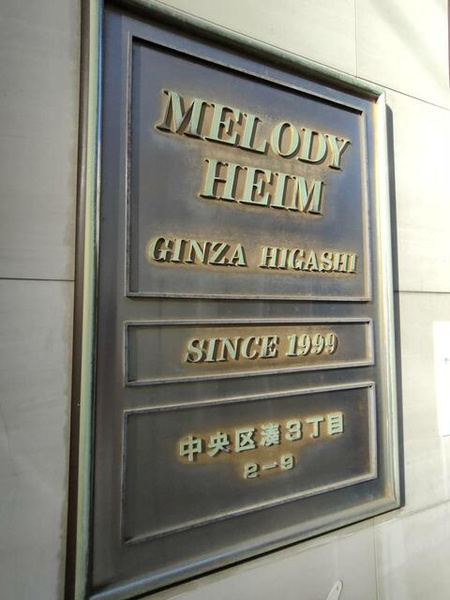 MELODY
HEIM
GINZA HIGASHI
SINCE 1999
中央区湊3丁目
2-9